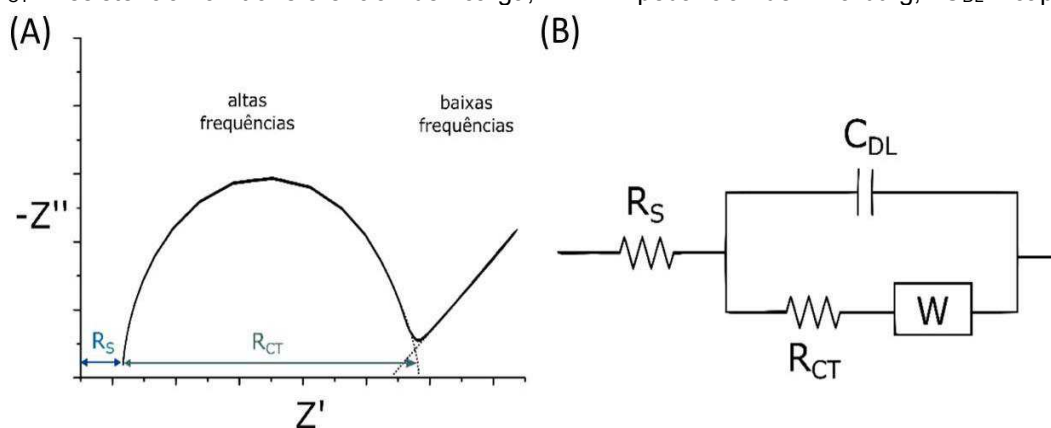 (A)
(B)
altas
frequências
baixas
frequências
-Z''
R_S
R_CT
Z'
C_DL
R_S
W
R_CT